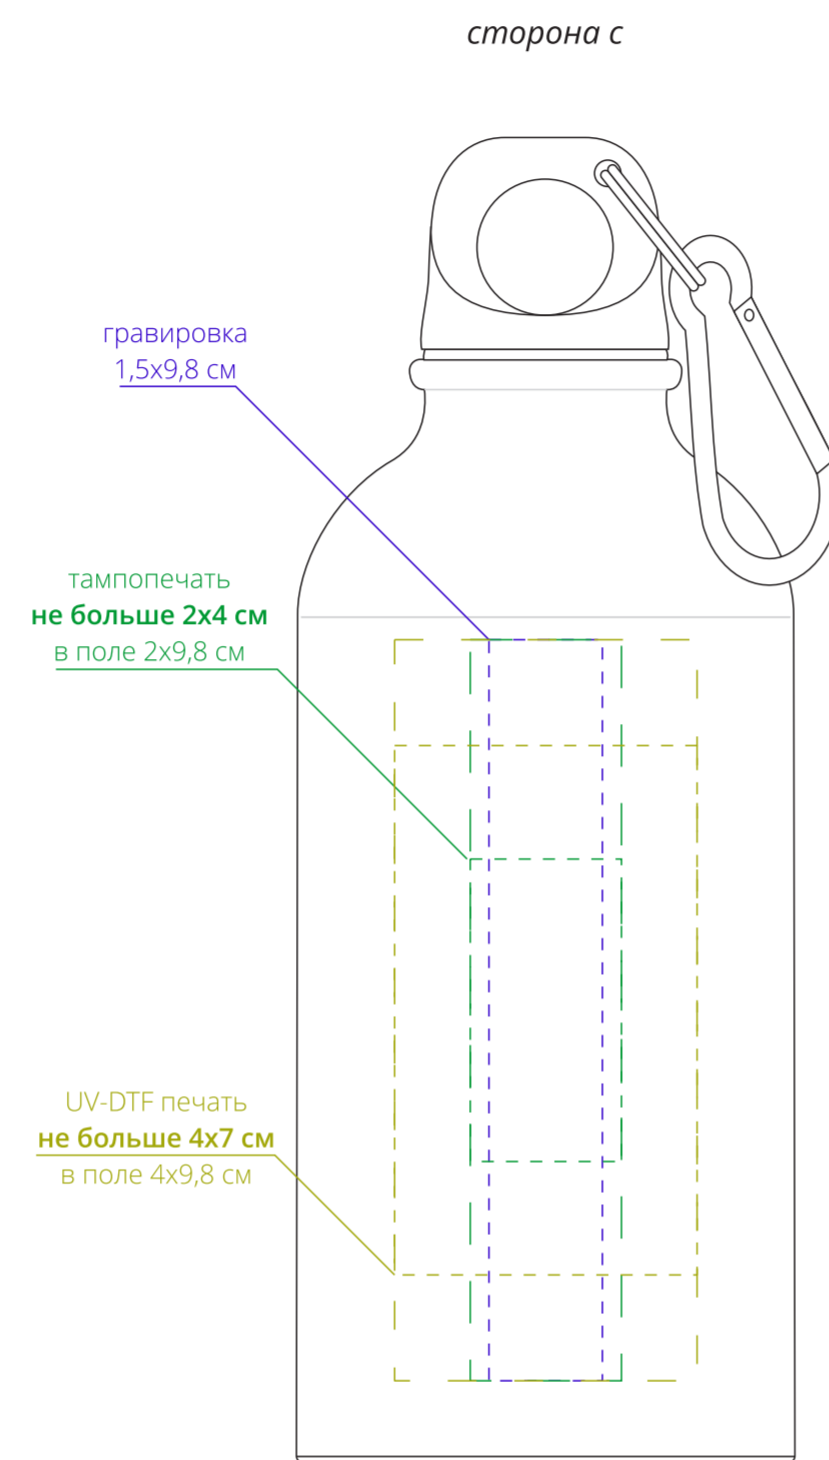 сторона с
гравировка
1,5х9,8 см
тампопечать
не больше 2х4 см
в поле 2х9,8 см
UV-DTF печать
не больше 4х7 см
в поле 4х9,8 см